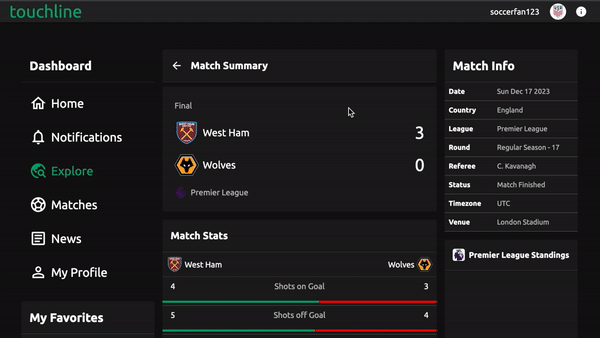 touchline
soccerfan123
Dashboard
Home
Notifications
Explore
Matches
News
My Profile
My Favorites
Match Summary
Final
West Ham 3
Wolves 0
Premier League
Match Stats
West Ham Wolves
4 Shots on Goal 3
5 Shots off Goal 4
Match Info
Date Sun Dec 17 2023
Country England
League Premier League
Round Regular Season - 17
Referee C. Kavanagh
Status Match Finished
Timezone UTC
Venue London Stadium
Premier League Standings